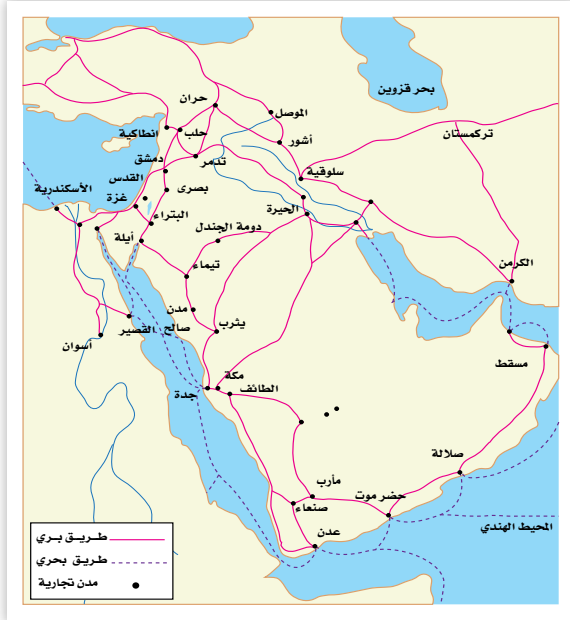 بحر قزوين
حران
الموصل
تركمستان
انطاكية
حلب
أشور
دمشق
تدمر
سلوقية
القدس
الأسكندرية
غزة
بصرى
الحيرة
البتراء
دومة الجندل
أيلة
الكرمن
تيماء
مدن
صالح
القصير
يثرب
اسوان
مسقط
مكة
الطائف
جدة
صلالة
مأرب
حضر موت
صنعاء
المحيط الهندي
عدن
طريق بري
طريق بحري
مدن تجارية